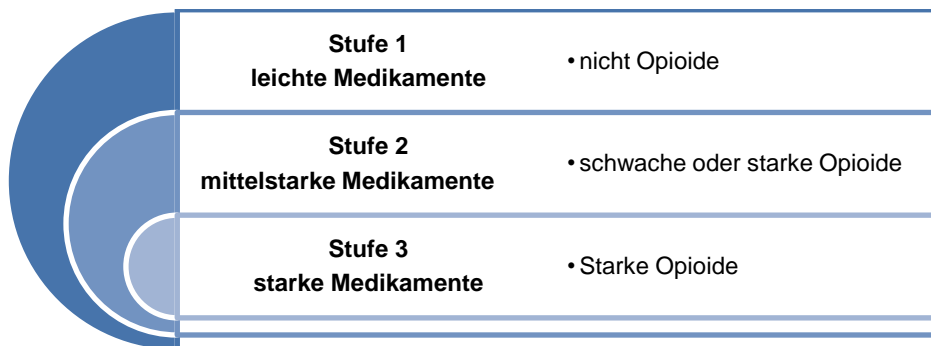 Stufe 1
leichte Medikamente
• nicht Opioide
Stufe 2
mittelstarke Medikamente
• schwache oder starke Opioide
Stufe 3
starke Medikamente
• Starke Opioide